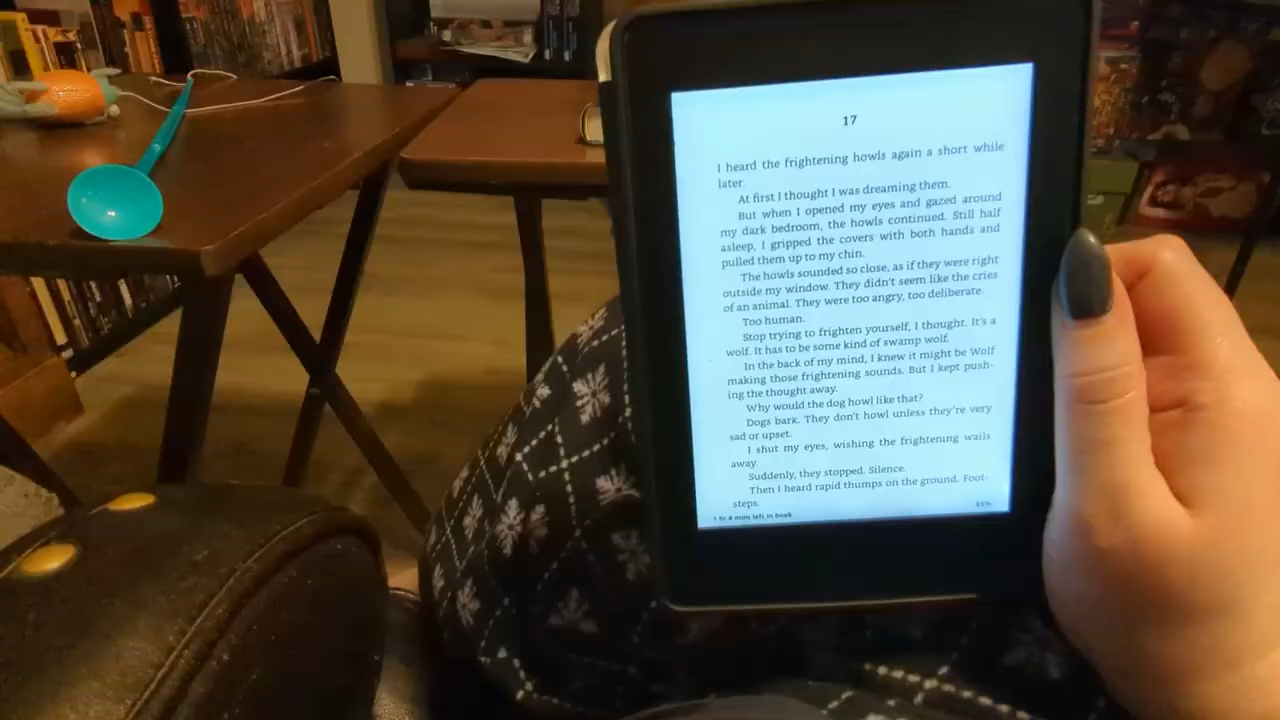 17
I heard the frightening howls again a short while
later.
At first I thought I was dreaming them.
But when I opened my eyes and gazed around
my dark bedroom, the howls continued. Still half
asleep, I gripped the covers with both hands and
pulled them up to my chin.
The howls sounded so close, as if they were right
outside my window. They didn't seem like the cries
of an animal. They were too angry, too deliberate.
Too human.
Stop trying to frighten yourself, I thought. It's a
wolf. It has to be some kind of swamp wolf.
In the back of my mind, I knew it might be Wolf
making those frightening sounds. But I kept push-
ing the thought away.
Why would the dog howl like that?
Dogs bark. They don't howl unless they're very
sad or upset.
I shut my eyes, wishing the frightening wails
away.
Suddenly, they stopped. Silence.
Then I heard rapid thumps on the ground. Foot-
steps.
1 hr 4 mins left in book